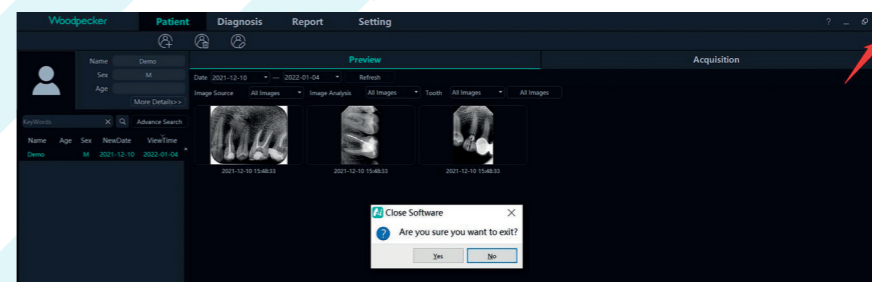 Woodpecker Patient Diagnosis Report Setting ?
Preview Acquisition
Name Demo
Sex M
Age
More Details>>
Date 2021-12-10 — 2022-01-04 Refresh
Image Source All Images Image Analysis All Images Tooth All Images All Images
KeyWords Advance Search
Name Age Sex NewDate ViewTime
Demo M 2021-12-10 2022-01-04
2021-12-10 15:48:33 2021-12-10 15:48:33 2021-12-10 15:48:33
Close Software
Are you sure you want to exit?
Yes No